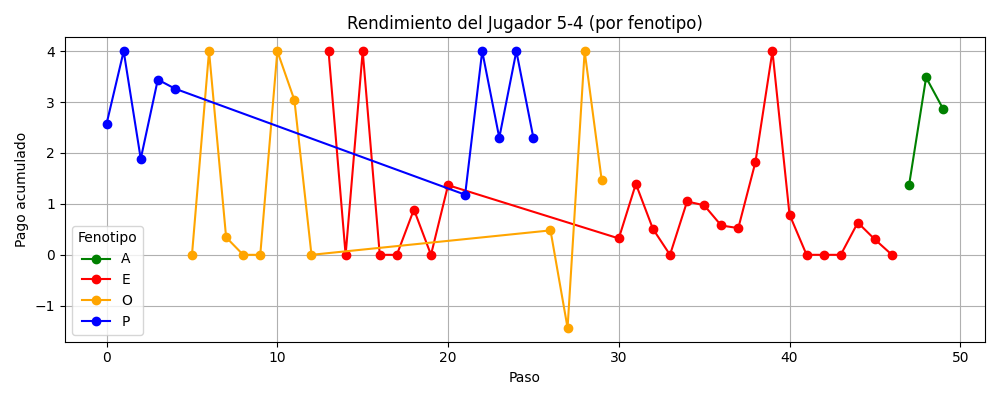 Rendimiento del Jugador 5-4 (por fenotipo)
Pago acumulado
4
3
2
1
0
−1
Fenotipo
A
E
O
P
0
10
20
30
40
50
Paso